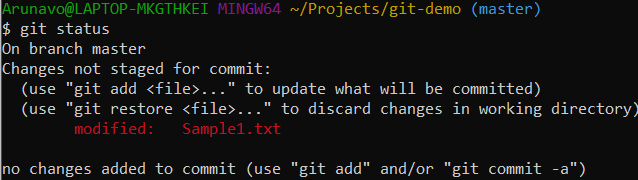 Arunavo@LAPTOP-MKGTHKEI MINGW64 ~/Projects/git-demo (master)
$ git status
On branch master
Changes not staged for commit:
  (use "git add <file>..." to update what will be committed)
  (use "git restore <file>..." to discard changes in working directory)
        modified:   Sample1.txt

no changes added to commit (use "git add" and/or "git commit -a")